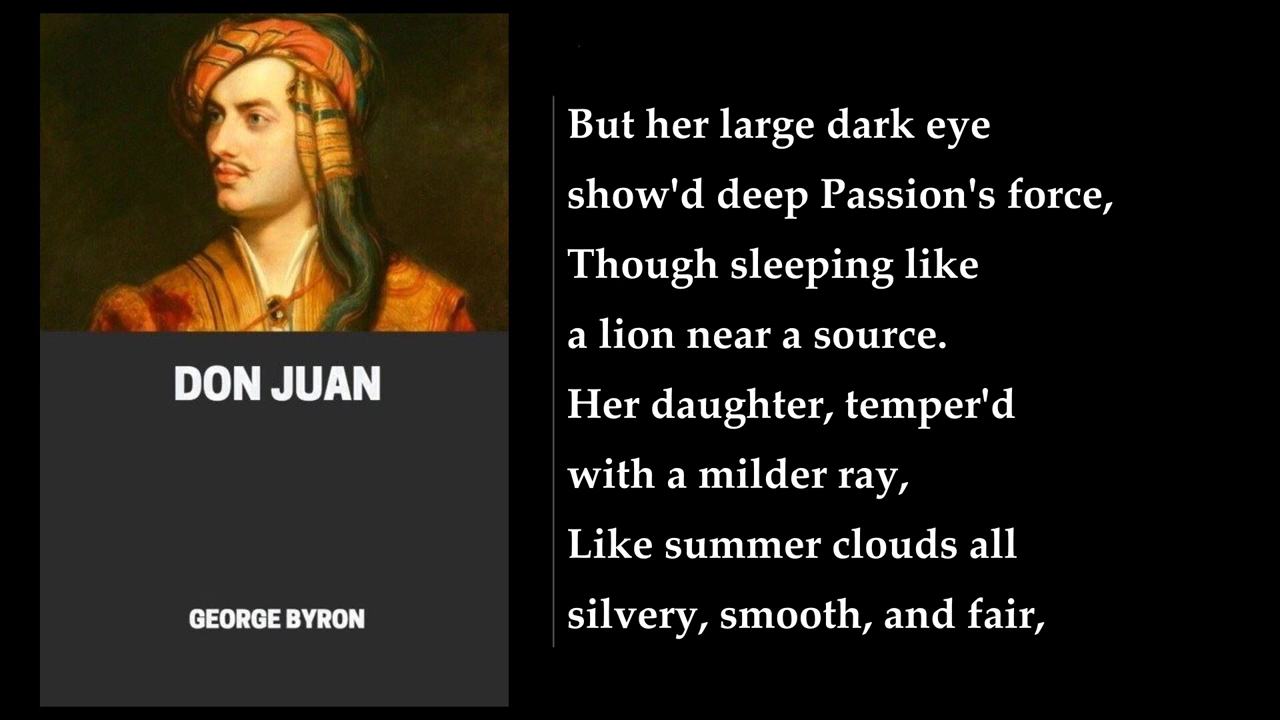 DON JUAN
GEORGE BYRON
But her large dark eye
show'd deep Passion's force,
Though sleeping like
a lion near a source.
Her daughter, temper'd
with a milder ray,
Like summer clouds all
silvery, smooth, and fair,